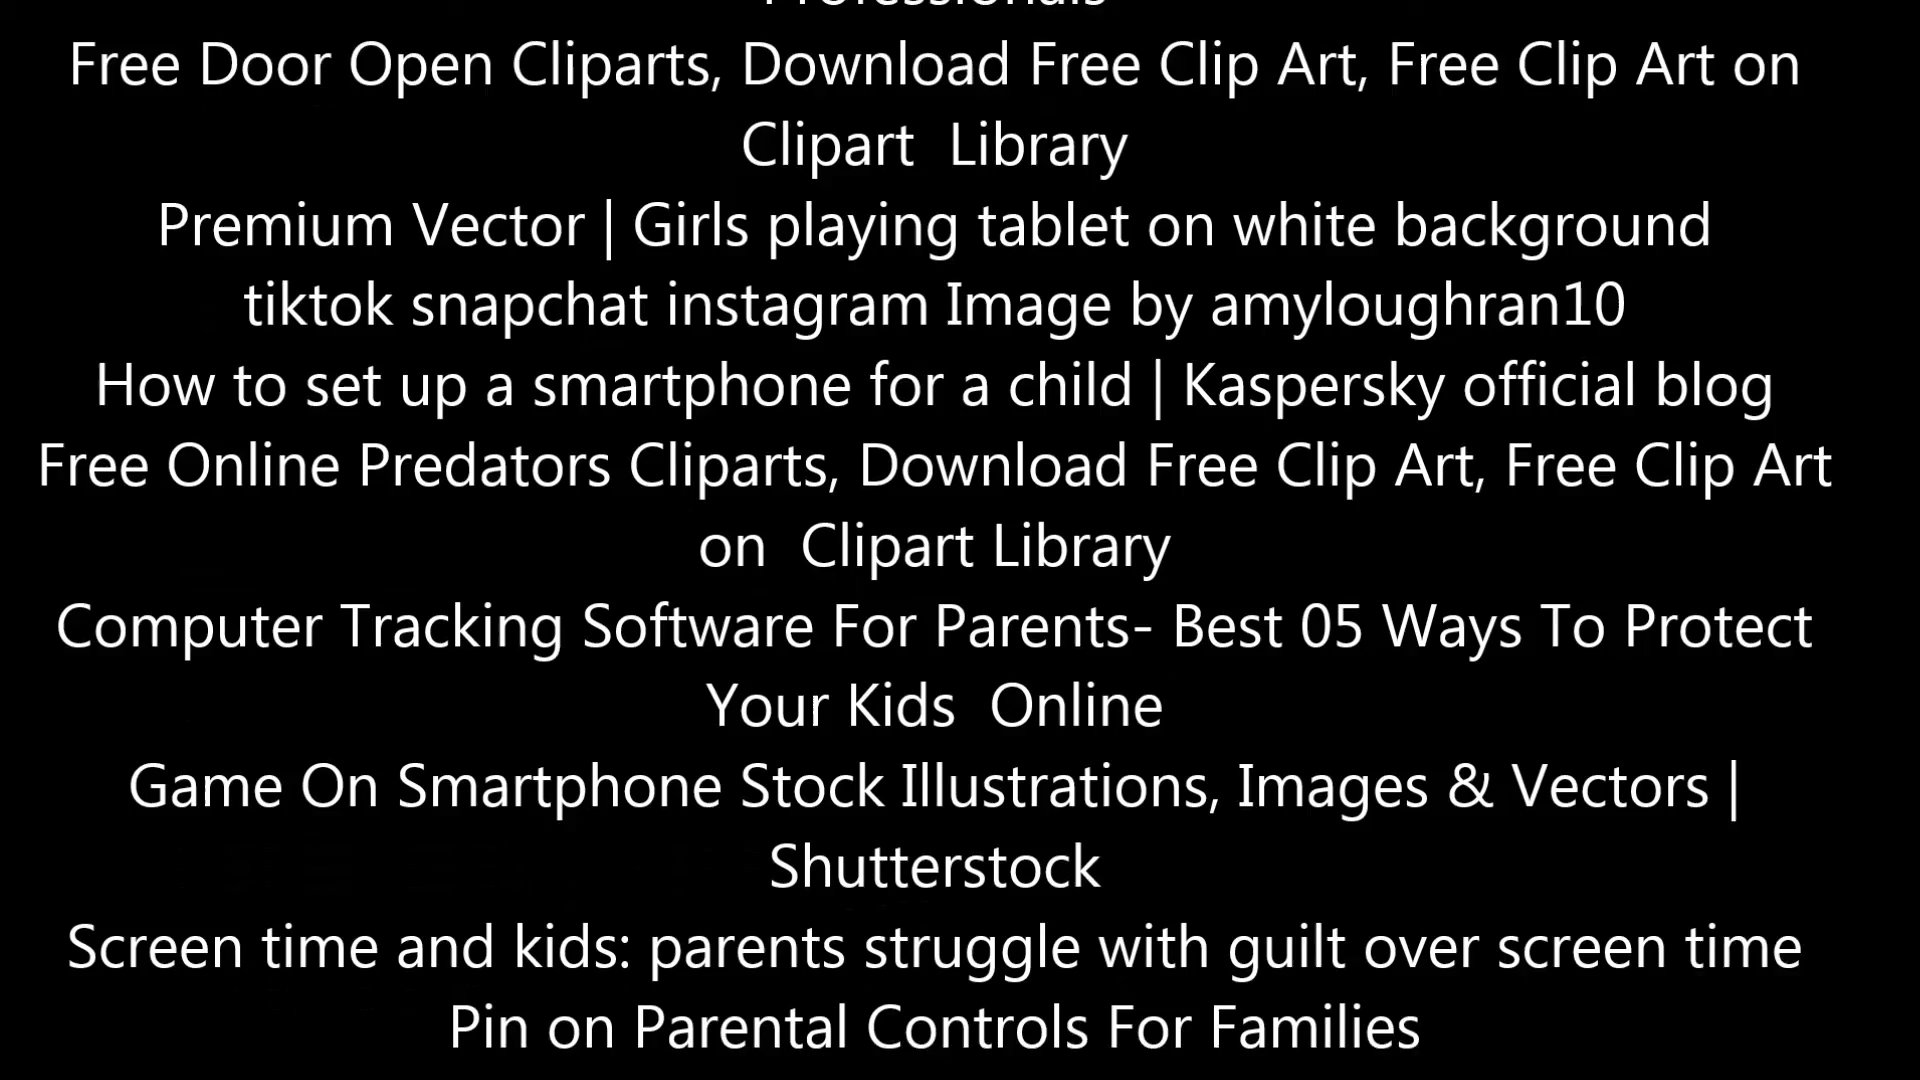 Professionals
Free Door Open Cliparts, Download Free Clip Art, Free Clip Art on
Clipart  Library
Premium Vector | Girls playing tablet on white background
tiktok snapchat instagram Image by amyloughran10
How to set up a smartphone for a child | Kaspersky official blog
Free Online Predators Cliparts, Download Free Clip Art, Free Clip Art
on  Clipart Library
Computer Tracking Software For Parents- Best 05 Ways To Protect
Your Kids  Online
Game On Smartphone Stock Illustrations, Images & Vectors |
Shutterstock
Screen time and kids: parents struggle with guilt over screen time
Pin on Parental Controls For Families